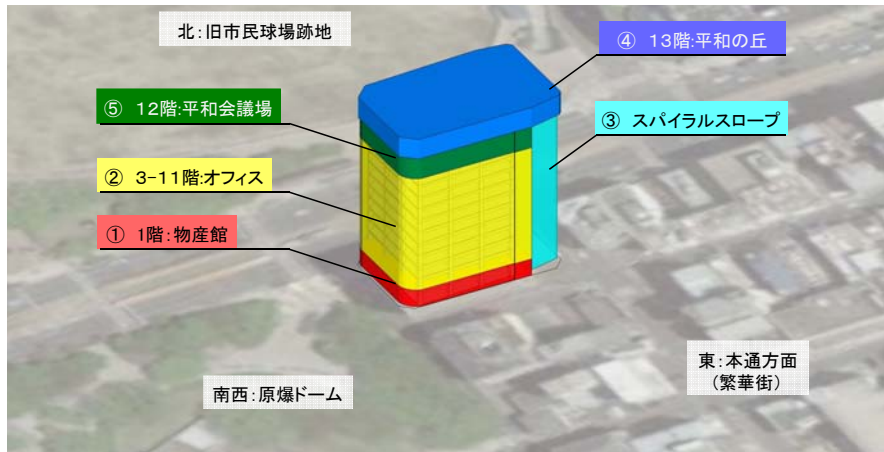 北：旧市民球場跡地
④ 13階:平和の丘
⑤ 12階:平和会議場
③ スパイラルスロープ
② 3-11階:オフィス
① 1階：物産館
東：本通方面
（繁華街）
南西：原爆ドーム